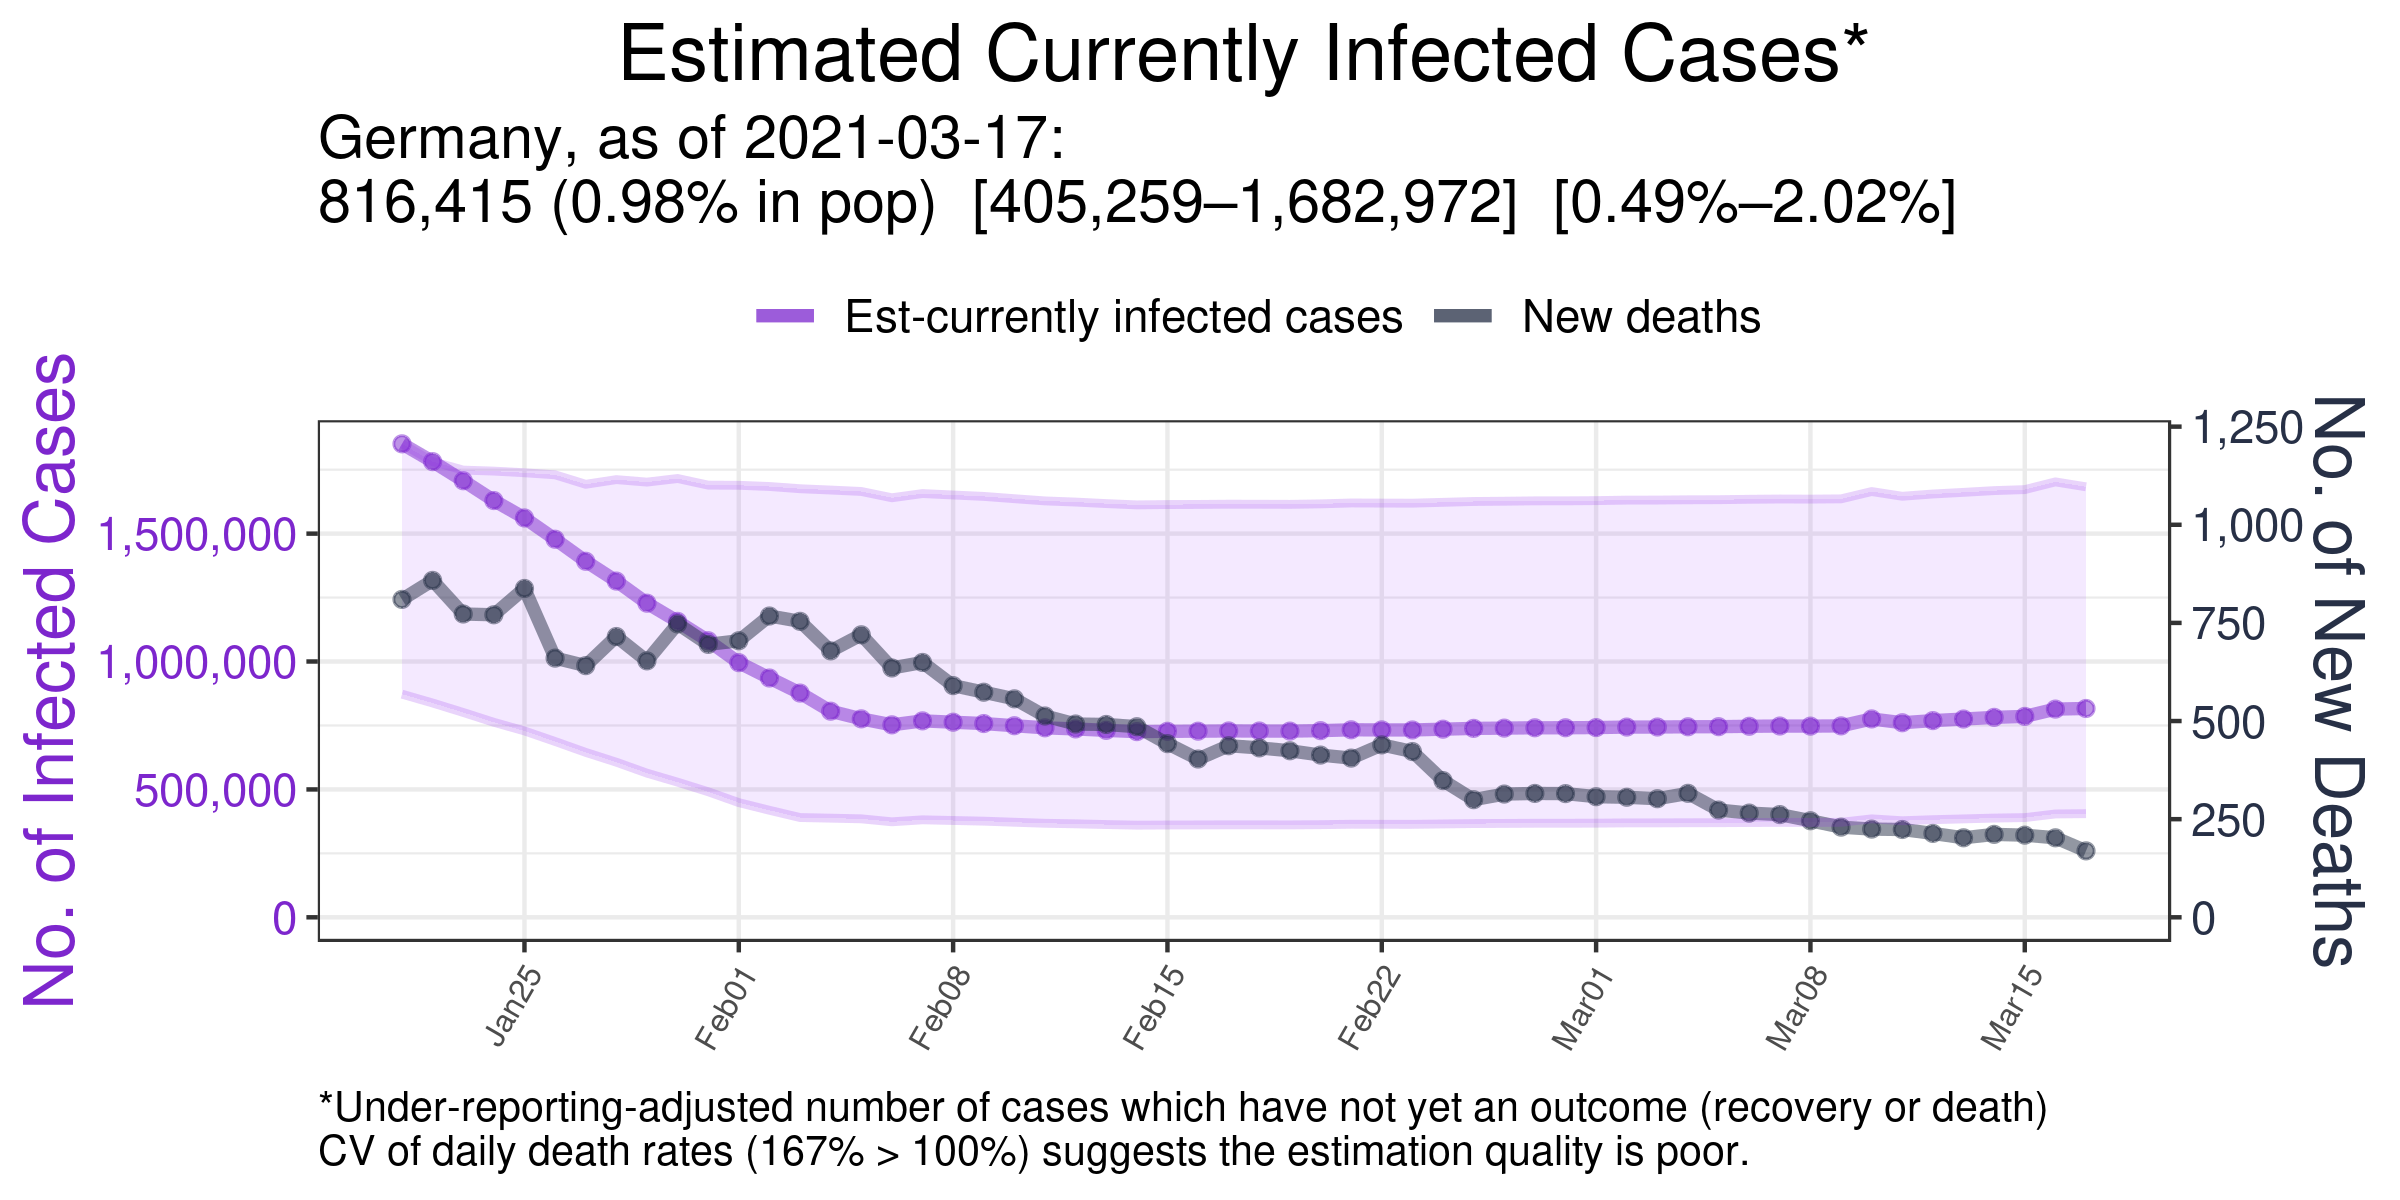 Estimated Currently Infected Cases*
Germany, as of 2021-03-17:
816,415 (0.98% in pop)  [405,259–1,682,972]  [0.49%–2.02%]
Est-currently infected cases
New deaths
No. of Infected Cases
1,500,000
1,000,000
500,000
0
1,250
1,000
750
500
250
0
No. of New Deaths
Jan25
Feb01
Feb08
Feb15
Feb22
Mar01
Mar08
Mar15
*Under-reporting-adjusted number of cases which have not yet an outcome (recovery or death)
CV of daily death rates (167% > 100%) suggests the estimation quality is poor.